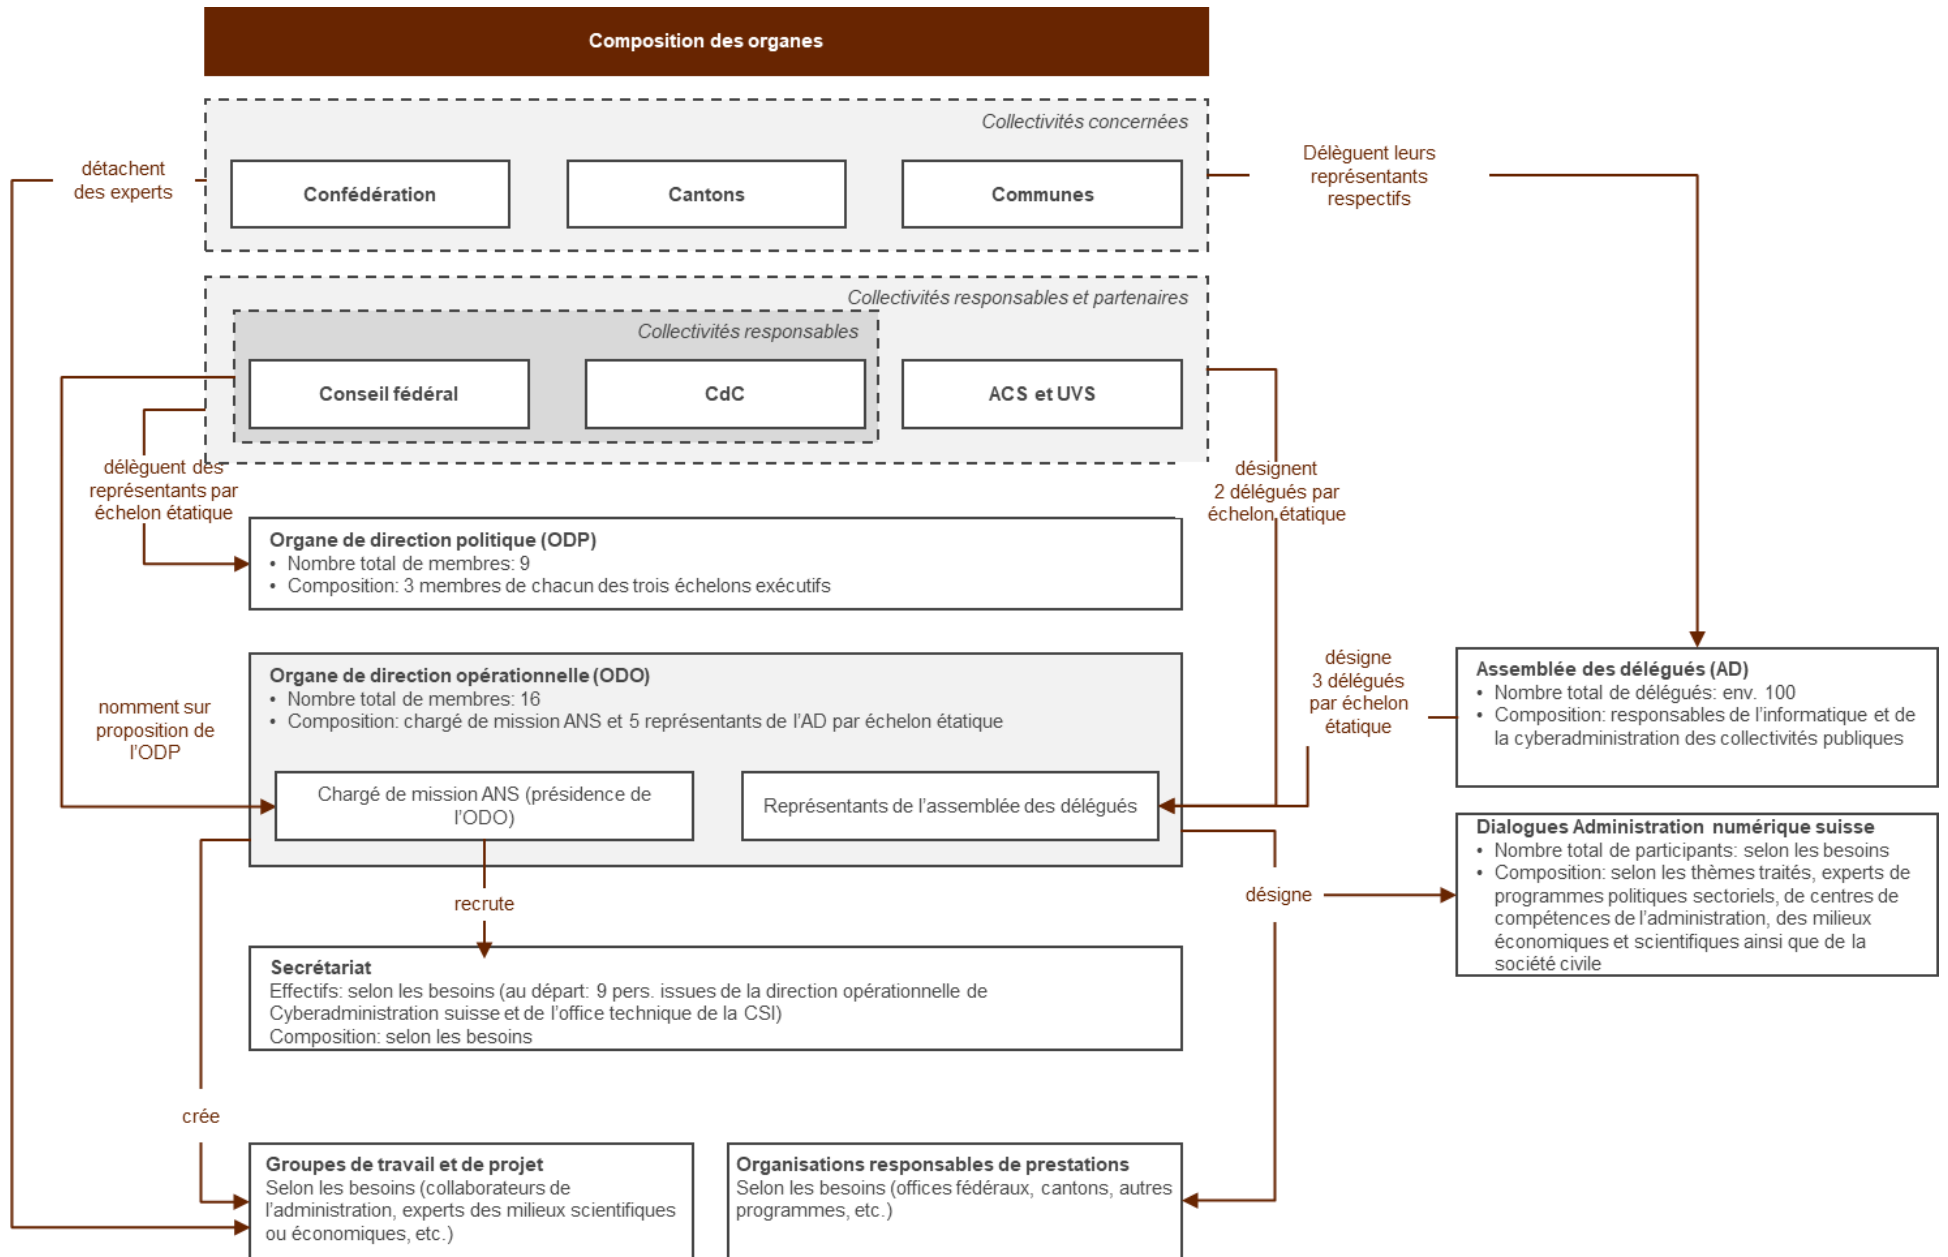 Composition des organes
Collectivités concernées
détachent
des experts
Confédération
Cantons
Communes
Délèguent leurs
représentants
respectifs
Collectivités responsables et partenaires
Collectivités responsables
Conseil fédéral
CdC
ACS et UVS
délèguent des
représentants par
échelon étatique
désignent
2 délégués par
échelon étatique
Organe de direction politique (ODP)
• Nombre total de membres: 9
• Composition: 3 membres de chacun des trois échelons exécutifs
nomment sur
proposition de
l'ODP
Organe de direction opérationnelle (ODO)
• Nombre total de membres: 16
• Composition: chargé de mission ANS et 5 représentants de l'AD par échelon étatique
Chargé de mission ANS (présidence de
l'ODO)
Représentants de l'assemblée des délégués
désigne
3 délégués
par échelon
étatique
Assemblée des délégués (AD)
• Nombre total de délégués: env. 100
• Composition: responsables de l'informatique et de
la cyberadministration des collectivités publiques
Dialogues Administration numérique suisse
• Nombre total de participants: selon les besoins
• Composition: selon les thèmes traités, experts de
programmes politiques sectoriels, de centres de
compétences de l'administration, des milieux
économiques et scientifiques ainsi que de la
société civile
recrute
désigne
Secrétariat
Effectifs: selon les besoins (au départ: 9 pers. issues de la direction opérationnelle de
Cyberadministration suisse et de l'office technique de la CSI)
Composition: selon les besoins
crée
Groupes de travail et de projet
Selon les besoins (collaborateurs de
l'administration, experts des milieux scientifiques
ou économiques, etc.)
Organisations responsables de prestations
Selon les besoins (offices fédéraux, cantons, autres
programmes, etc.)